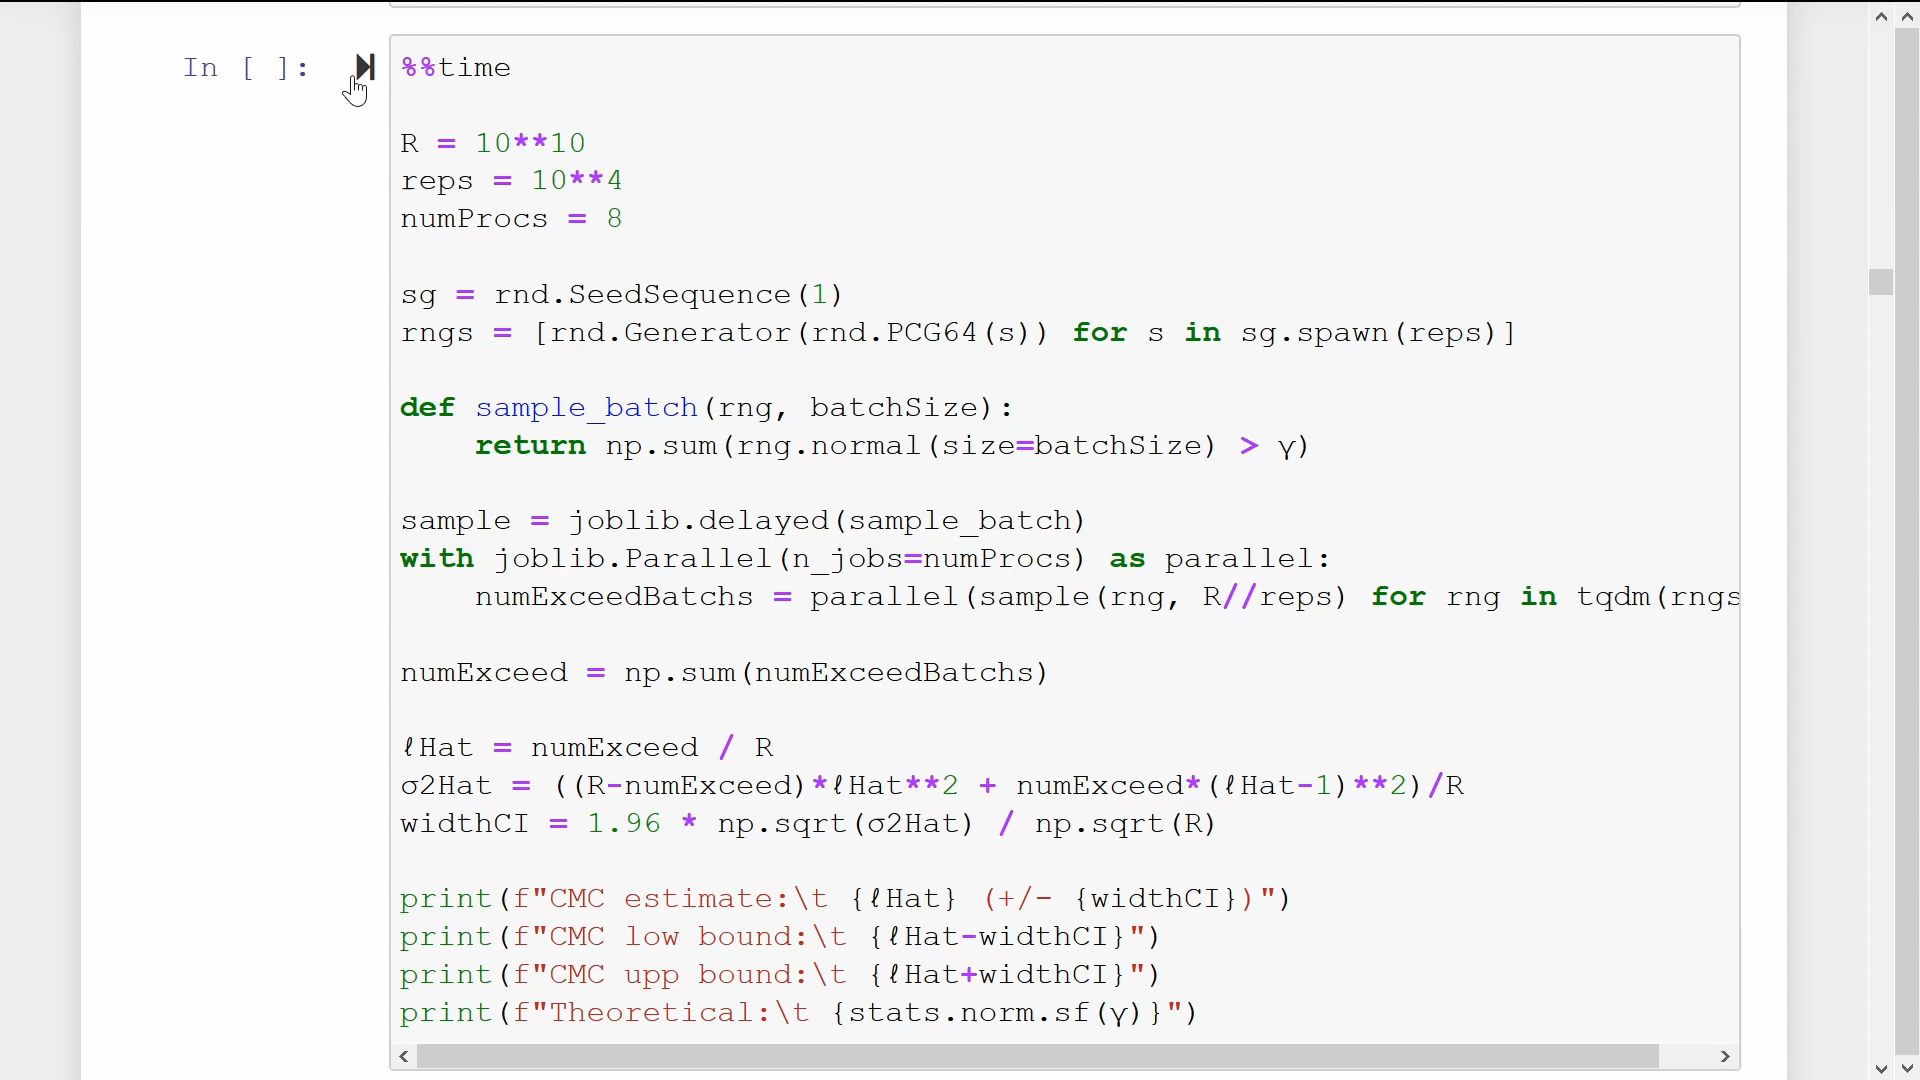 In [ ]:
%%time
R = 10**10
reps = 10**4
numProcs = 8
sg = rnd.SeedSequence(1)
rngs = [rnd.Generator(rnd.PCG64(s)) for s in sg.spawn(reps)]
def sample_batch(rng, batchSize):
    return np.sum(rng.normal(size=batchSize) > γ)
sample = joblib.delayed(sample_batch)
with joblib.Parallel(n_jobs=numProcs) as parallel:
    numExceedBatchs = parallel(sample(rng, R//reps) for rng in tqdm(rngs
numExceed = np.sum(numExceedBatchs)
ℓHat = numExceed / R
σ2Hat = ((R-numExceed)*ℓHat**2 + numExceed*(ℓHat-1)**2)/R
widthCI = 1.96 * np.sqrt(σ2Hat) / np.sqrt(R)
print(f"CMC estimate:\t {ℓHat} (+/- {widthCI})")
print(f"CMC low bound:\t {ℓHat-widthCI}")
print(f"CMC upp bound:\t {ℓHat+widthCI}")
print(f"Theoretical:\t {stats.norm.sf(γ)}")